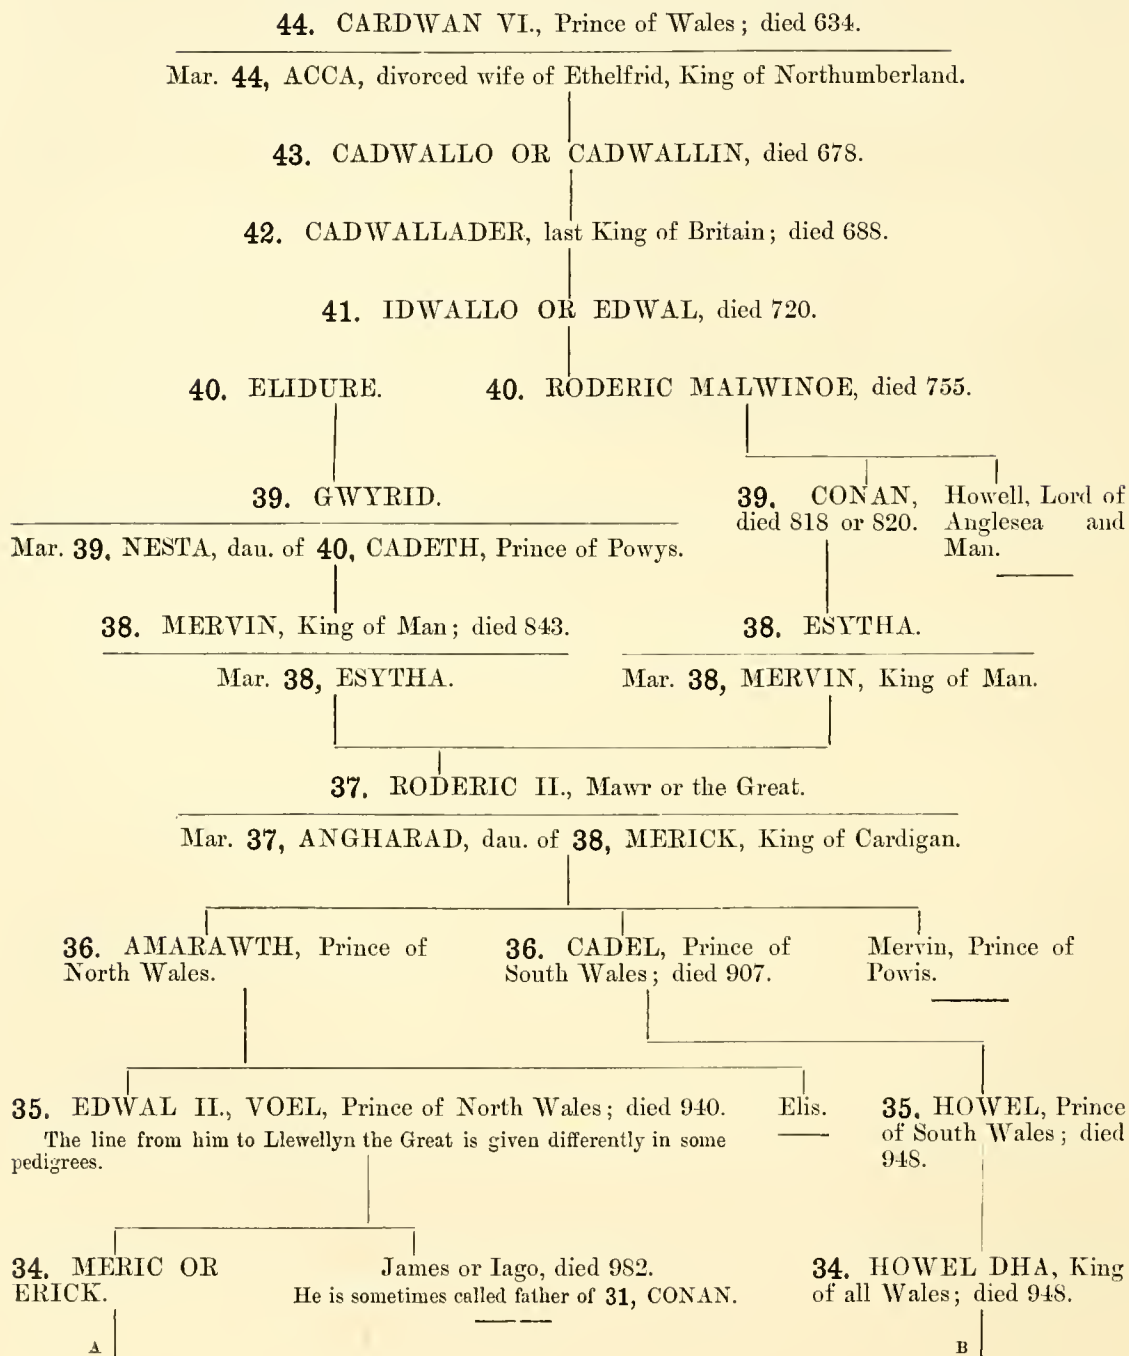 44. CARDWAN VI., Prince of Wales; died 634.
Mar. 44, ACCA, divorced wife of Ethelfrid, King of Northumberland.
43. CADWALLO OR CADWALLIN, died 678.
42. CADWALLADER, last King of Britain; died 688.
41. IDWALLO OR EDWAL, died 720.
40. ELIDURE.
40. RODERIC MALWINOE, died 755.
39. GWYRID.
Mar. 39, NESTA, dau. of 40, CADETH, Prince of Powys.
39. CONAN,
died 818 or 820.
Howell, Lord of
Anglesea and
Man.
38. MERVIN, King of Man; died 843.
Mar. 38, ESYTHA.
38. ESYTHA.
Mar. 38, MERVIN, King of Man.
37. RODERIC II., Mawr or the Great.
Mar. 37, ANGHARAD, dau. of 38, MERICK, King of Cardigan.
36. AMARAWTH, Prince of
North Wales.
36. CADEL, Prince of
South Wales; died 907.
Mervin, Prince of
Powis.
35. EDWAL II., VOEL, Prince of North Wales; died 940.
The line from him to Llewellyn the Great is given differently in some
pedigrees.
Elis.
35. HOWEL, Prince
of South Wales; died
948.
34. MERIC OR
ERICK.
James or Iago, died 982.
He is sometimes called father of 31, CONAN.
34. HOWEL DHA, King
of all Wales; died 948.
A
B